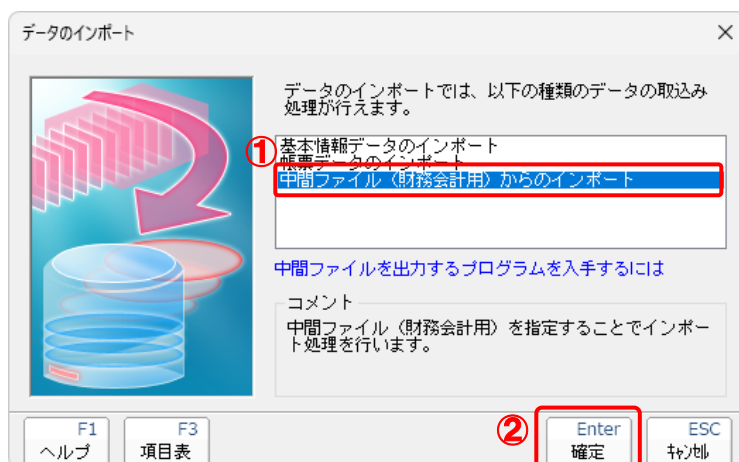 データのインポート
データのインポートでは、以下の種類のデータの取込み
処理が行えます。
①
基本情報データのインポート
帳票データのインポート
中間ファイル（財務会計用）からのインポート
中間ファイルを出力するプログラムを入手するには
コメント
中間ファイル（財務会計用）を指定することでインポー
ト処理を行います。
F1
ヘルプ
F3
項目表
②
Enter
確定
ESC
ｷｬﾝｾﾙ